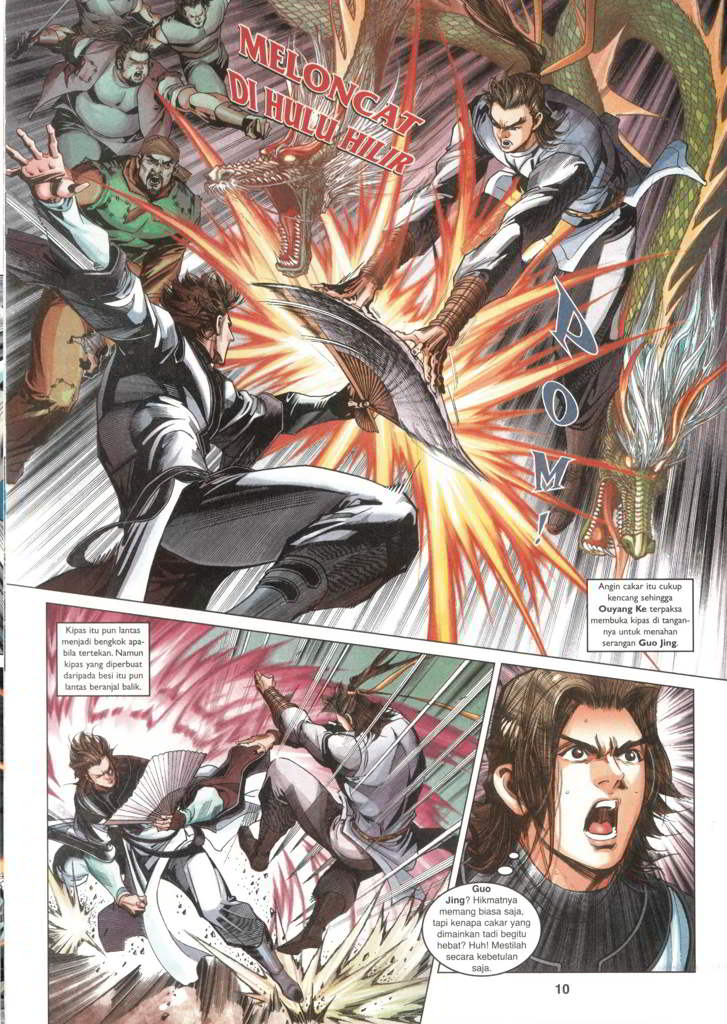 MELONCAT
DI HULU HILIR
POM!
Angin cakar itu cukup
kencang sehingga
Ouyang Ke terpaksa
membuka kipas di tangan-
nya untuk menahan
serangan Guo Jing.
Kipas itu pun lantas
menjadi bengkok apa-
bila tertekan. Namun
kipas yang diperbuat
daripada besi itu pun
lantas beranjal balik.
Guo
Jing? Hikmatnya
memang biasa saja,
tapi kenapa cakar yang
dimainkan tadi begitu
hebat? Huh! Mestilah
secara kebetulan
saja.
10